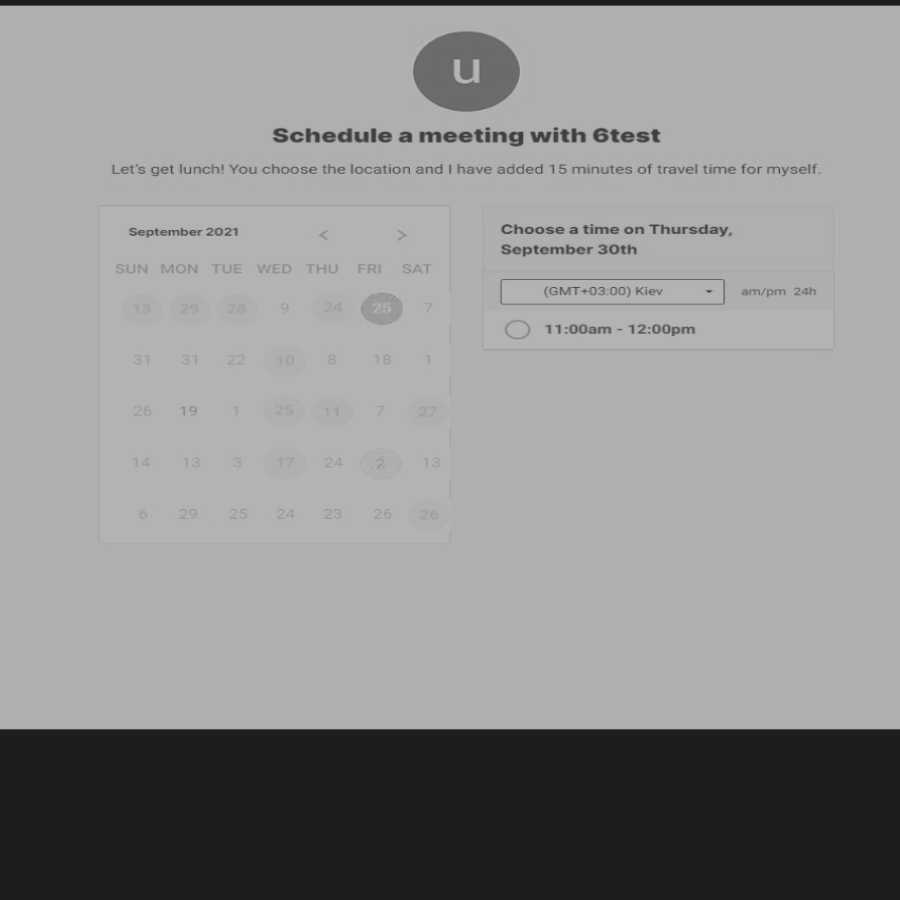 u
Schedule a meeting with 6test
Let's get lunch! You choose the location and I have added 15 minutes of travel time for myself.
September 2021 < >
SUN MON TUE WED THU FRI SAT
13 29 28 9 24 25 7
31 31 22 10 8 18 1
26 19 1 25 11 7 27
14 13 3 17 24 2 13
6 29 25 24 23 26 26
Choose a time on Thursday,
September 30th
(GMT+03:00) Kiev am/pm 24h
11:00am - 12:00pm